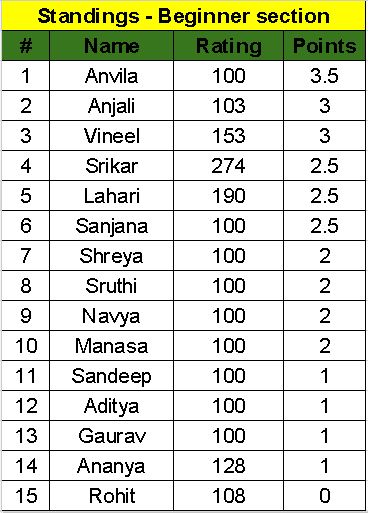 Standings - Beginner section
# Name Rating Points
1 Anvila 100 3.5
2 Anjali 103 3
3 Vineel 153 3
4 Srikar 274 2.5
5 Lahari 190 2.5
6 Sanjana 100 2.5
7 Shreya 100 2
8 Sruthi 100 2
9 Navya 100 2
10 Manasa 100 2
11 Sandeep 100 1
12 Aditya 100 1
13 Gaurav 100 1
14 Ananya 128 1
15 Rohit 108 0